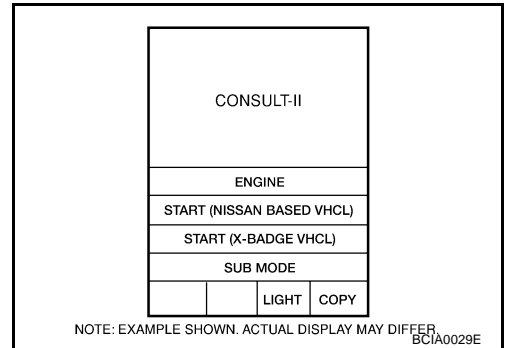 CONSULT-II
ENGINE
START (NISSAN BASED VHCL)
START (X-BADGE VHCL)
SUB MODE
LIGHT COPY
NOTE: EXAMPLE SHOWN. ACTUAL DISPLAY MAY DIFFER.
BCIA0029E